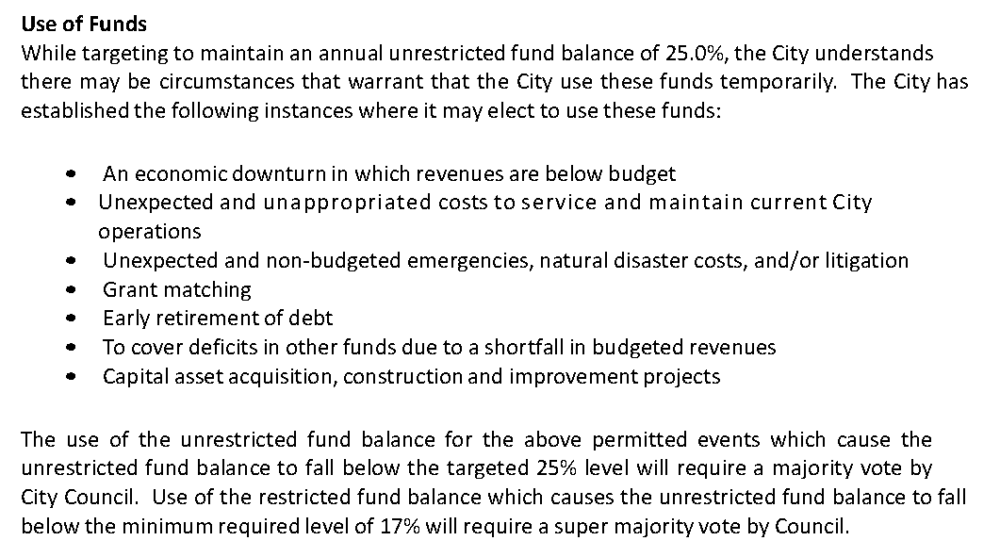 Use of Funds
While targeting to maintain an annual unrestricted fund balance of 25.0%, the City understands
there may be circumstances that warrant that the City use these funds temporarily. The City has
established the following instances where it may elect to use these funds:
• An economic downturn in which revenues are below budget
• Unexpected and unappropriated costs to service and maintain current City
operations
• Unexpected and non-budgeted emergencies, natural disaster costs, and/or litigation
• Grant matching
• Early retirement of debt
• To cover deficits in other funds due to a shortfall in budgeted revenues
• Capital asset acquisition, construction and improvement projects
The use of the unrestricted fund balance for the above permitted events which cause the
unrestricted fund balance to fall below the targeted 25% level will require a majority vote by
City Council. Use of the restricted fund balance which causes the unrestricted fund balance to fall
below the minimum required level of 17% will require a super majority vote by Council.